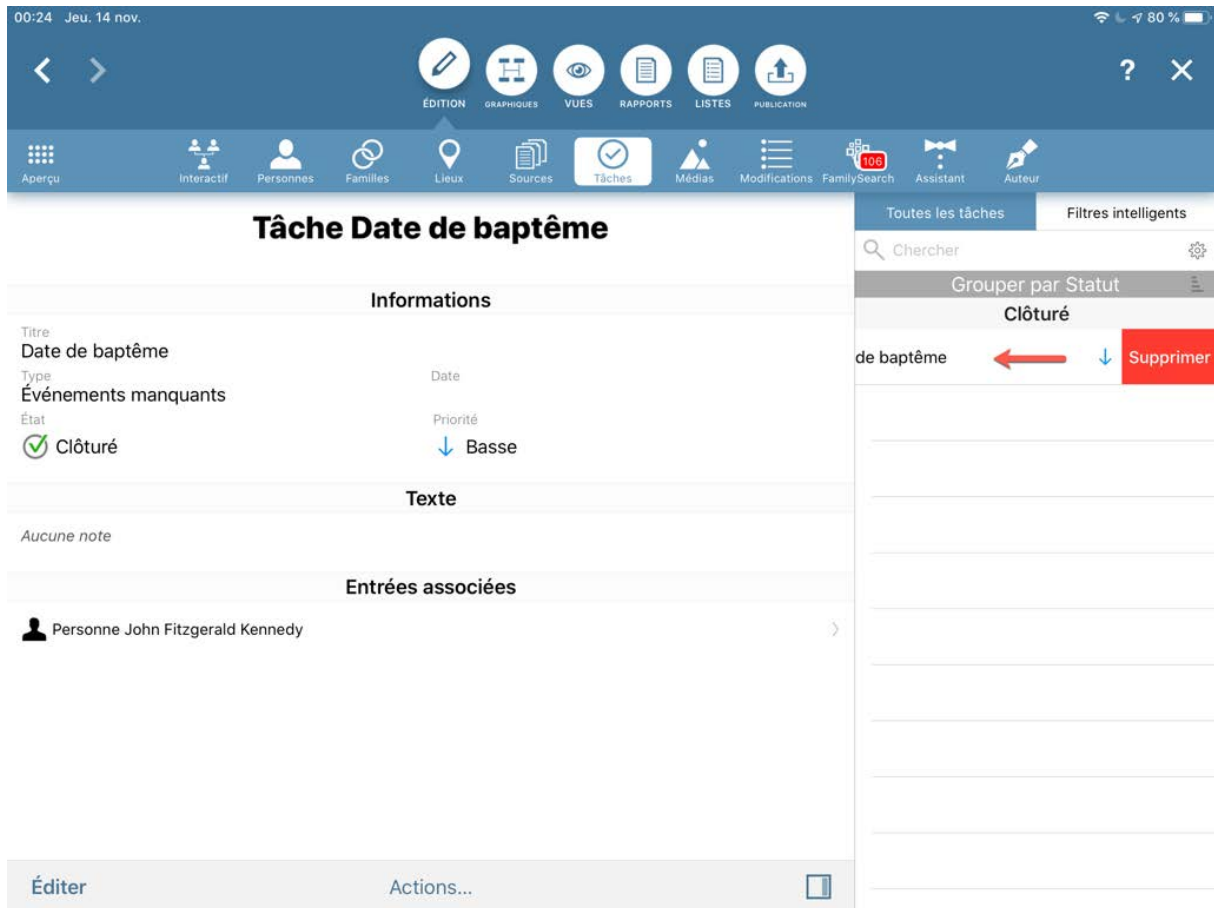 00:24 Jeu. 14 nov.
80 %
?
ÉDITION GRAPHIQUES VUES RAPPORTS LISTES PUBLICATION
Aperçu Interactif Personnes Familles Lieux Sources Tâches Médias Modifications FamilySearch 106 Assistant Auteur
Tâche Date de baptême
Informations
Titre
Date de baptême
Type
Événements manquants
Date
État
Clôturé
Priorité
Basse
Texte
Aucune note
Entrées associées
Personne John Fitzgerald Kennedy
Éditer
Actions...
Toutes les tâches Filtres intelligents
Chercher
Grouper par Statut
Clôturé
de baptême Supprimer